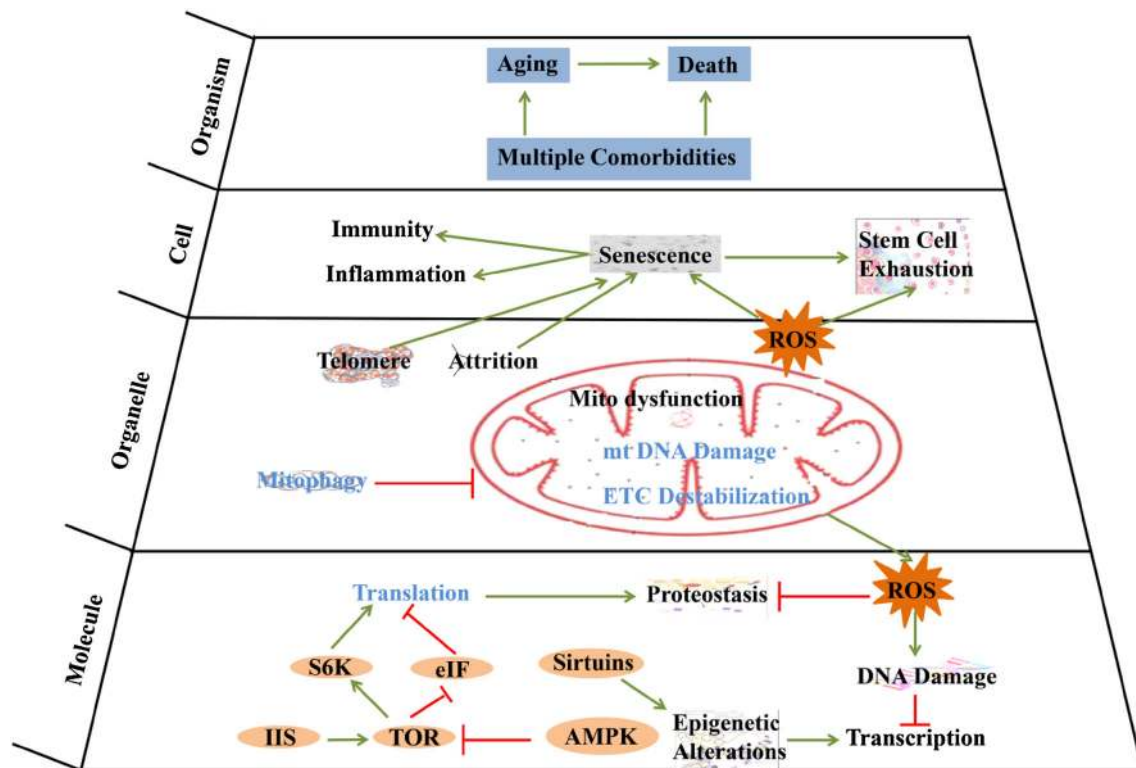 Organism
Aging
Death
Multiple Comorbidities
Cell
Immunity
Inflammation
Senescence
Stem Cell
Exhaustion
Organelle
ROS
Telomere
Attrition
Mito dysfunction
mt DNA Damage
Mitophagy
ETC Destabilization
Molecule
ROS
Translation
Proteostasis
S6K
eIF
Sirtuins
DNA Damage
IIS
TOR
AMPK
Epigenetic
Alterations
Transcription